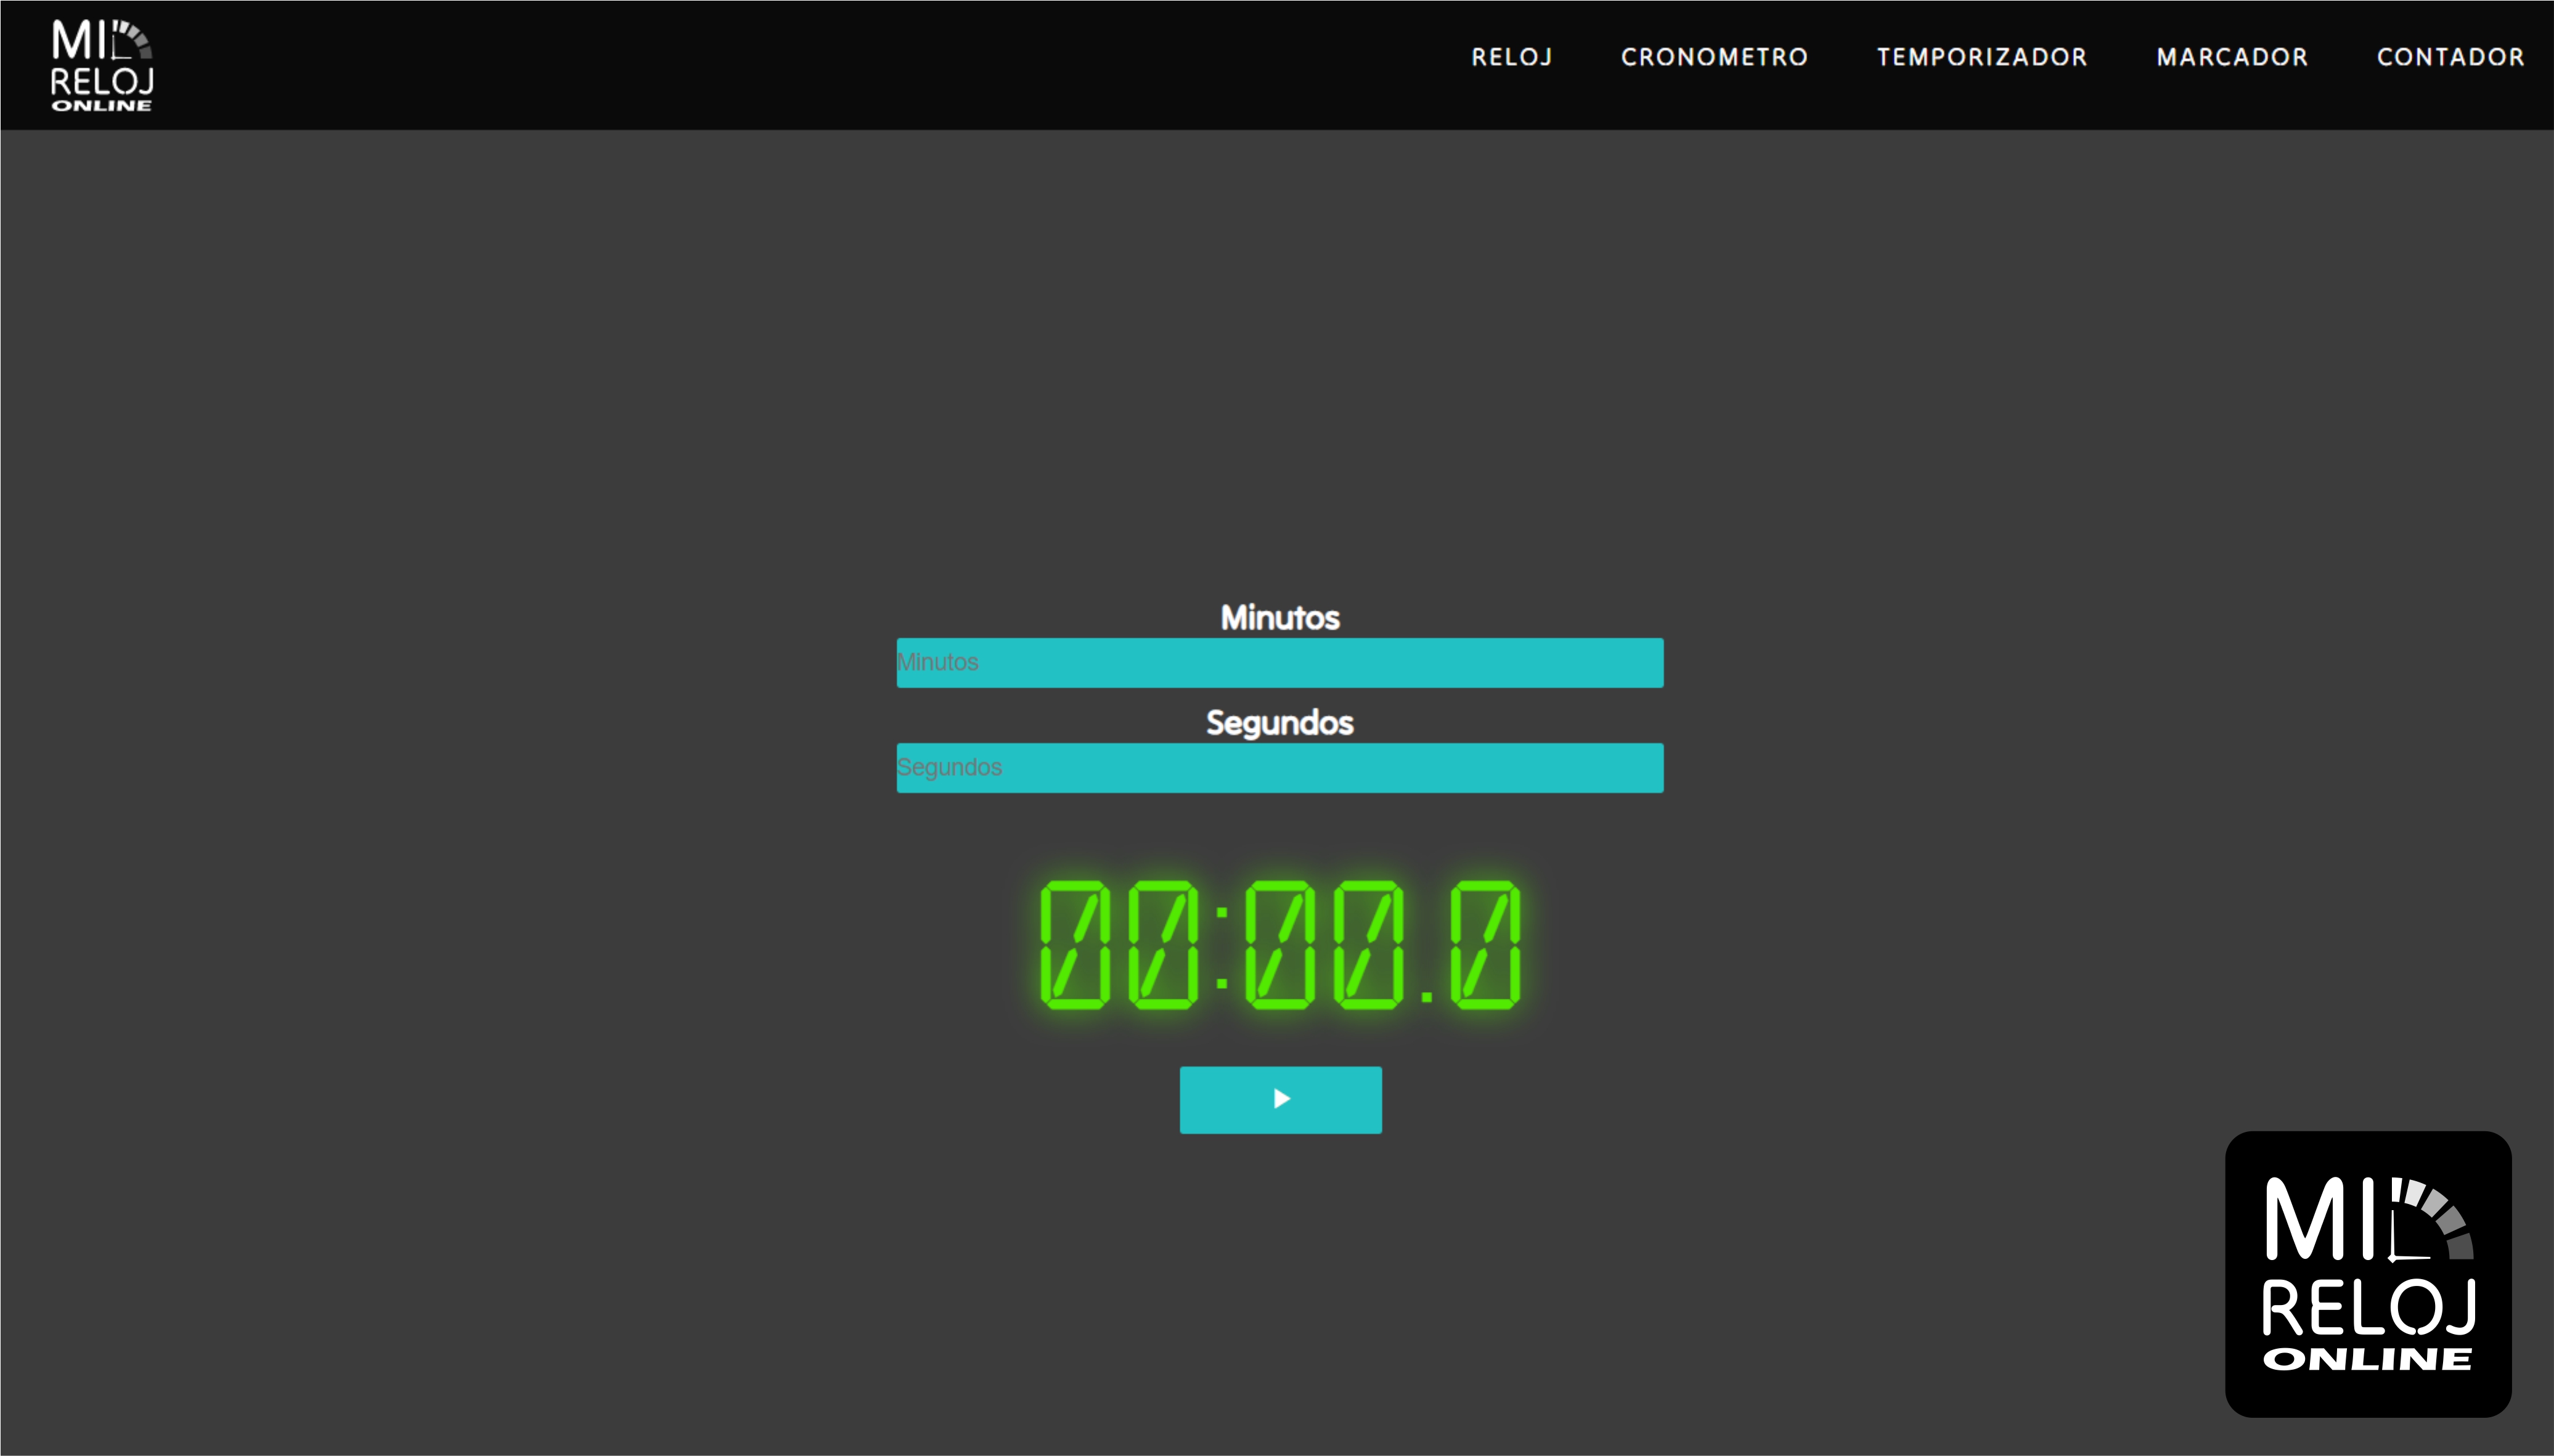 MI
RELOJ
ONLINE
RELOJ CRONOMETRO TEMPORIZADOR MARCADOR CONTADOR
Minutos
Minutos
Segundos
Segundos
00:00.0
MI
RELOJ
ONLINE